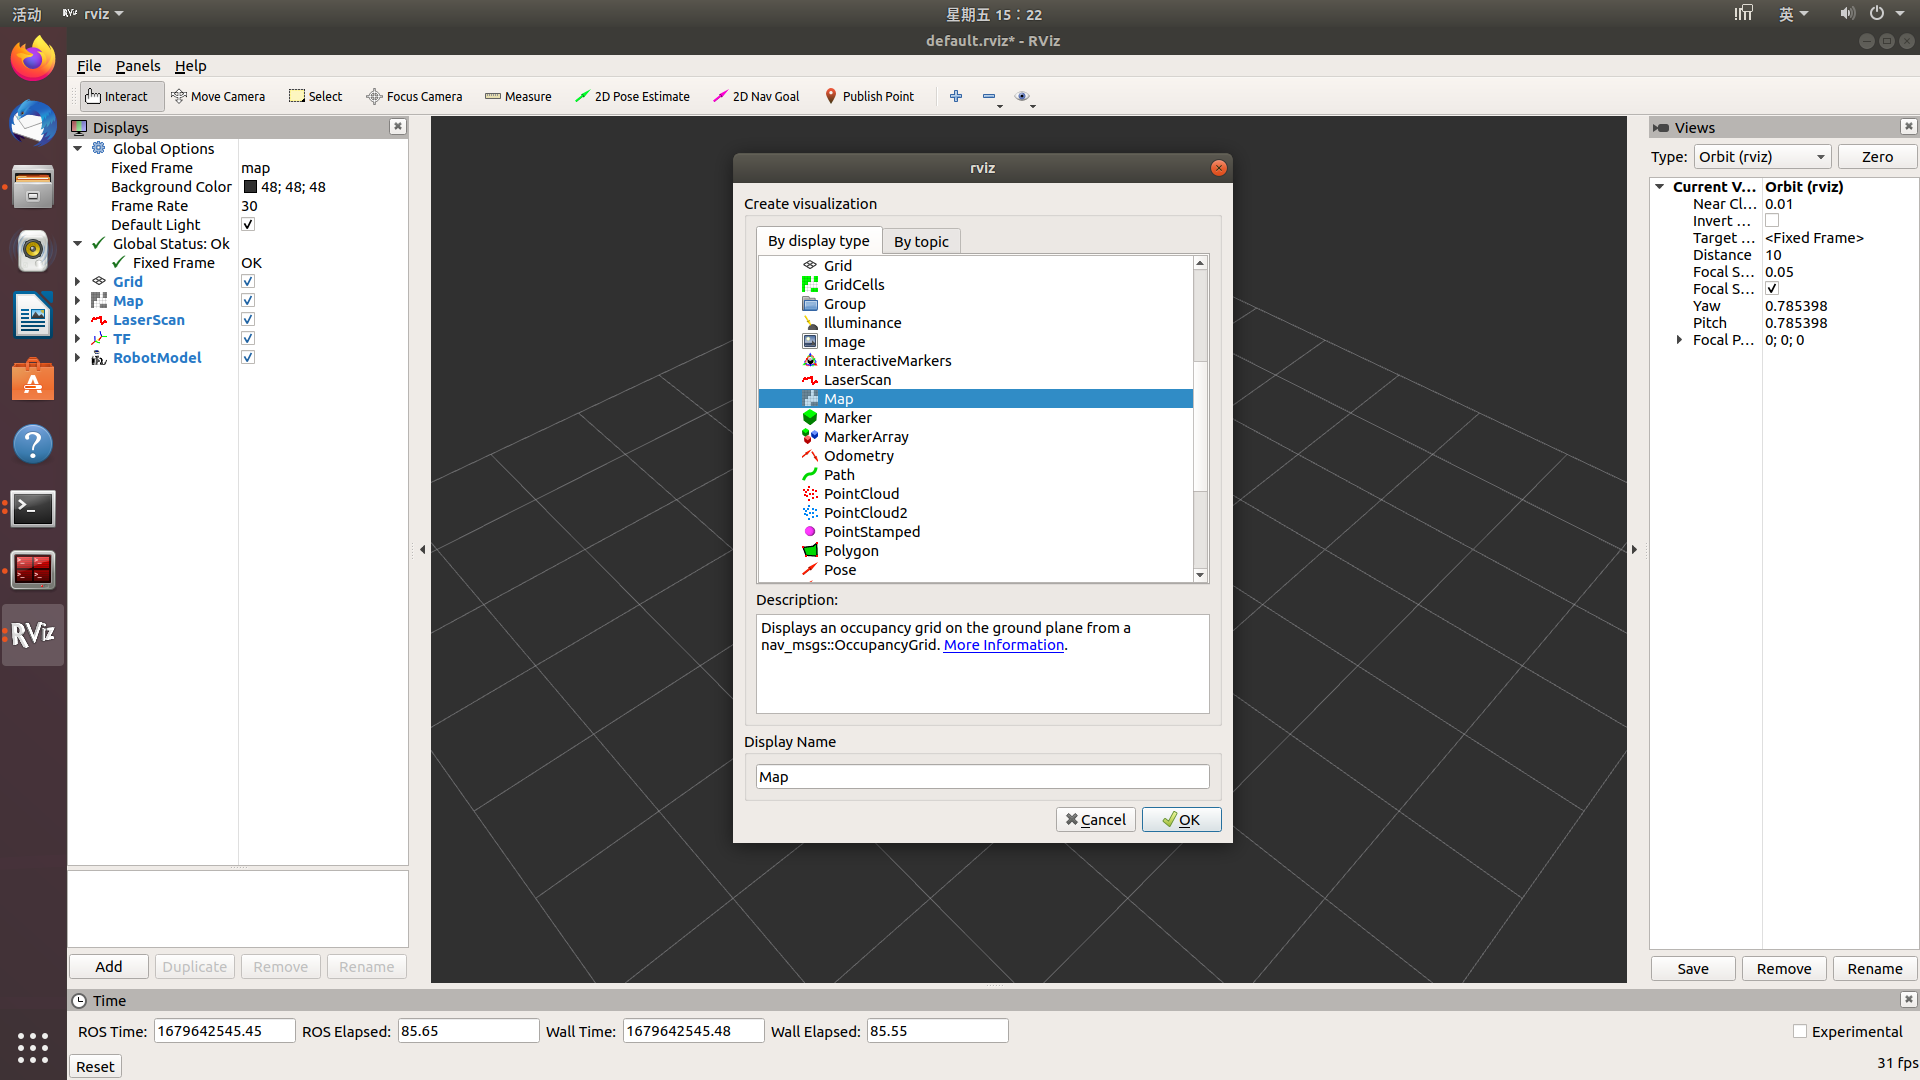 活动 rviz 星期五 15：22 英
default.rviz* - RViz
File Panels Help
Interact Move Camera Select Focus Camera Measure 2D Pose Estimate 2D Nav Goal Publish Point
Displays
Global Options
Fixed Frame map
Background Color 48; 48; 48
Frame Rate 30
Default Light
Global Status: Ok
Fixed Frame OK
Grid
Map
LaserScan
TF
RobotModel
Add Duplicate Remove Rename
rviz
Create visualization
By display type By topic
Grid
GridCells
Group
Illuminance
Image
InteractiveMarkers
LaserScan
Map
Marker
MarkerArray
Odometry
Path
PointCloud
PointCloud2
PointStamped
Polygon
Pose
Description:
Displays an occupancy grid on the ground plane from a
nav_msgs::OccupancyGrid. More Information.
Display Name
Map
Cancel OK
Views
Type: Orbit (rviz) Zero
Current V... Orbit (rviz)
Near Cl... 0.01
Invert ...
Target ... <Fixed Frame>
Distance 10
Focal S... 0.05
Focal S...
Yaw 0.785398
Pitch 0.785398
Focal P... 0; 0; 0
Save Remove Rename
RViz
Time
ROS Time: 1679642545.45 ROS Elapsed: 85.65 Wall Time: 1679642545.48 Wall Elapsed: 85.55 Experimental
Reset 31 fps